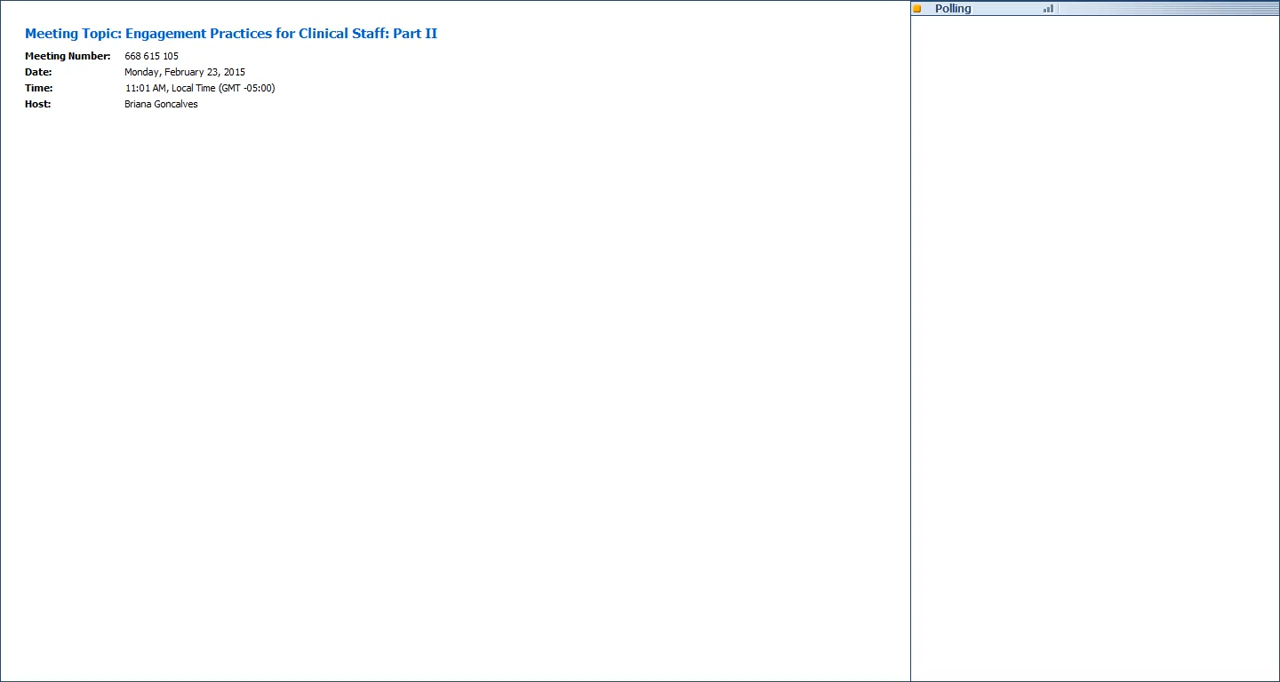 Meeting Topic: Engagement Practices for Clinical Staff: Part II
Meeting Number: 668 615 105
Date: Monday, February 23, 2015
Time: 11:01 AM, Local Time (GMT -05:00)
Host: Briana Goncalves
Polling